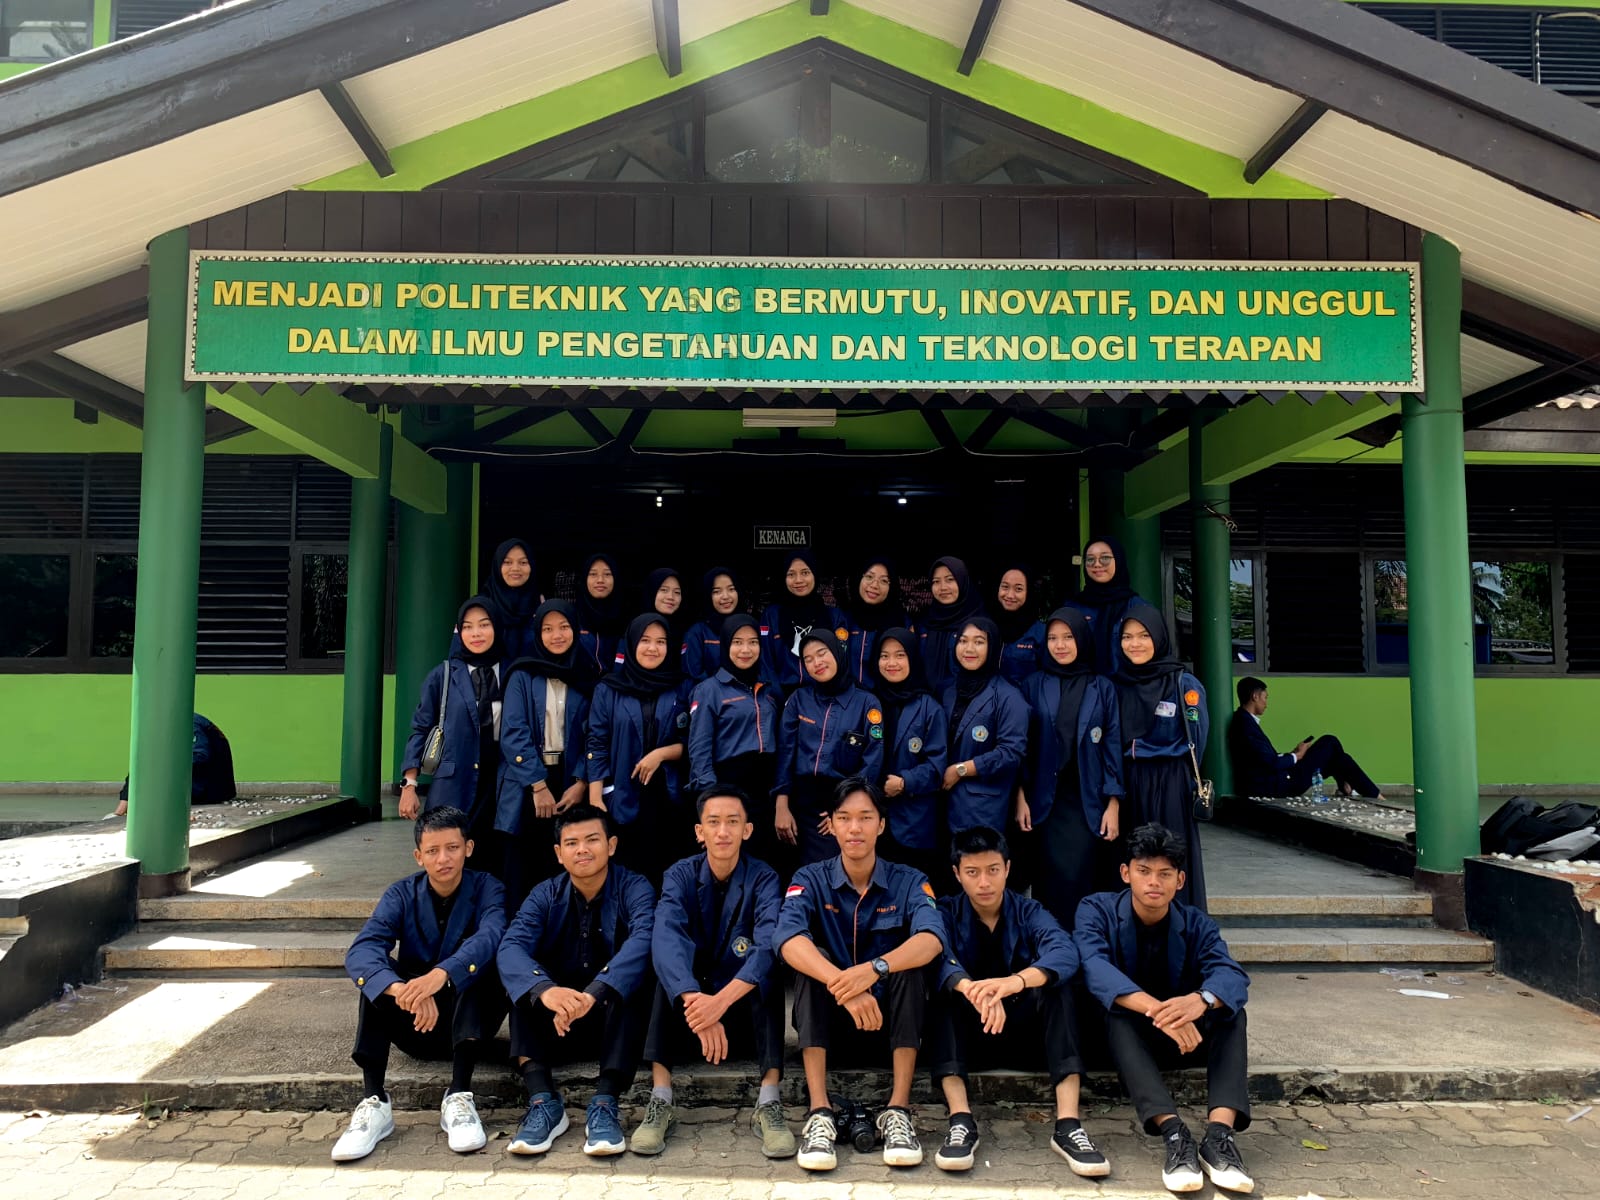 MENJADI POLITEKNIK YANG BERMUTU, INOVATIF, DAN UNGGUL
DALAM ILMU PENGETAHUAN DAN TEKNOLOGI TERAPAN
KENANGA